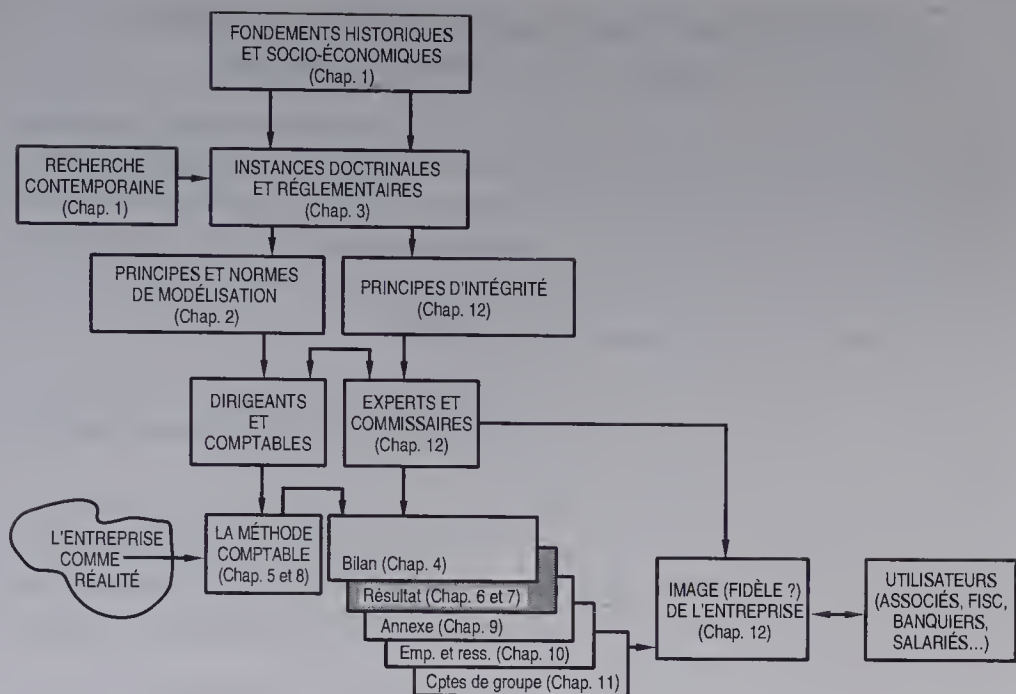 FONDEMENTS HISTORIQUES
ET SOCIO-ÉCONOMIQUES
(Chap. 1)
RECHERCHE
CONTEMPORAINE
(Chap. 1)
INSTANCES DOCTRINALES
ET RÉGLEMENTAIRES
(Chap. 3)
PRINCIPES ET NORMES
DE MODÉLISATION
(Chap. 2)
PRINCIPES D'INTÉGRITÉ
(Chap. 12)
DIRIGEANTS
ET
COMPTABLES
EXPERTS ET
COMMISSAIRES
(Chap. 12)
L'ENTREPRISE
COMME
RÉALITÉ
LA MÉTHODE
COMPTABLE
(Chap. 5 et 8)
Bilan (Chap. 4)
Résultat (Chap. 6 et 7)
Annexe (Chap. 9)
Emp. et ress. (Chap. 10)
Cptes de groupe (Chap. 11)
IMAGE (FIDÈLE ?)
DE L'ENTREPRISE
(Chap. 12)
UTILISATEURS
(ASSOCIÉS, FISC,
BANQUIERS,
SALARIÉS...)